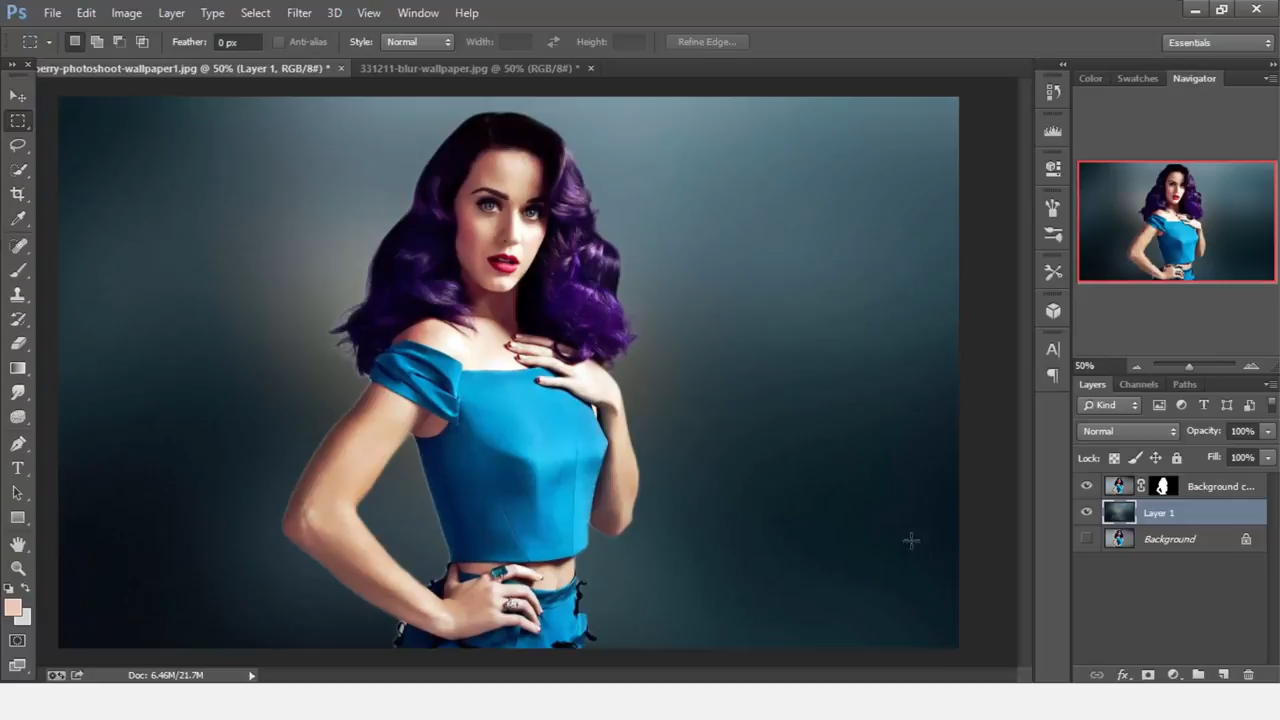 Ps File Edit Image Layer Type Select Filter 3D View Window Help
Feather: 0 px Anti-alias Style: Normal Width: Height: Refine Edge... Essentials
berry-photoshoot-wallpaper1.jpg @ 50% (Layer 1, RGB/8#) * × 331211-blur-wallpaper.jpg @ 50% (RGB/8#) * ×
Color Swatches Navigator
50%
Layers Channels Paths
Kind
Normal Opacity: 100%
Lock: Fill: 100%
Background c...
Layer 1
Background
Doc: 6.46M/21.7M